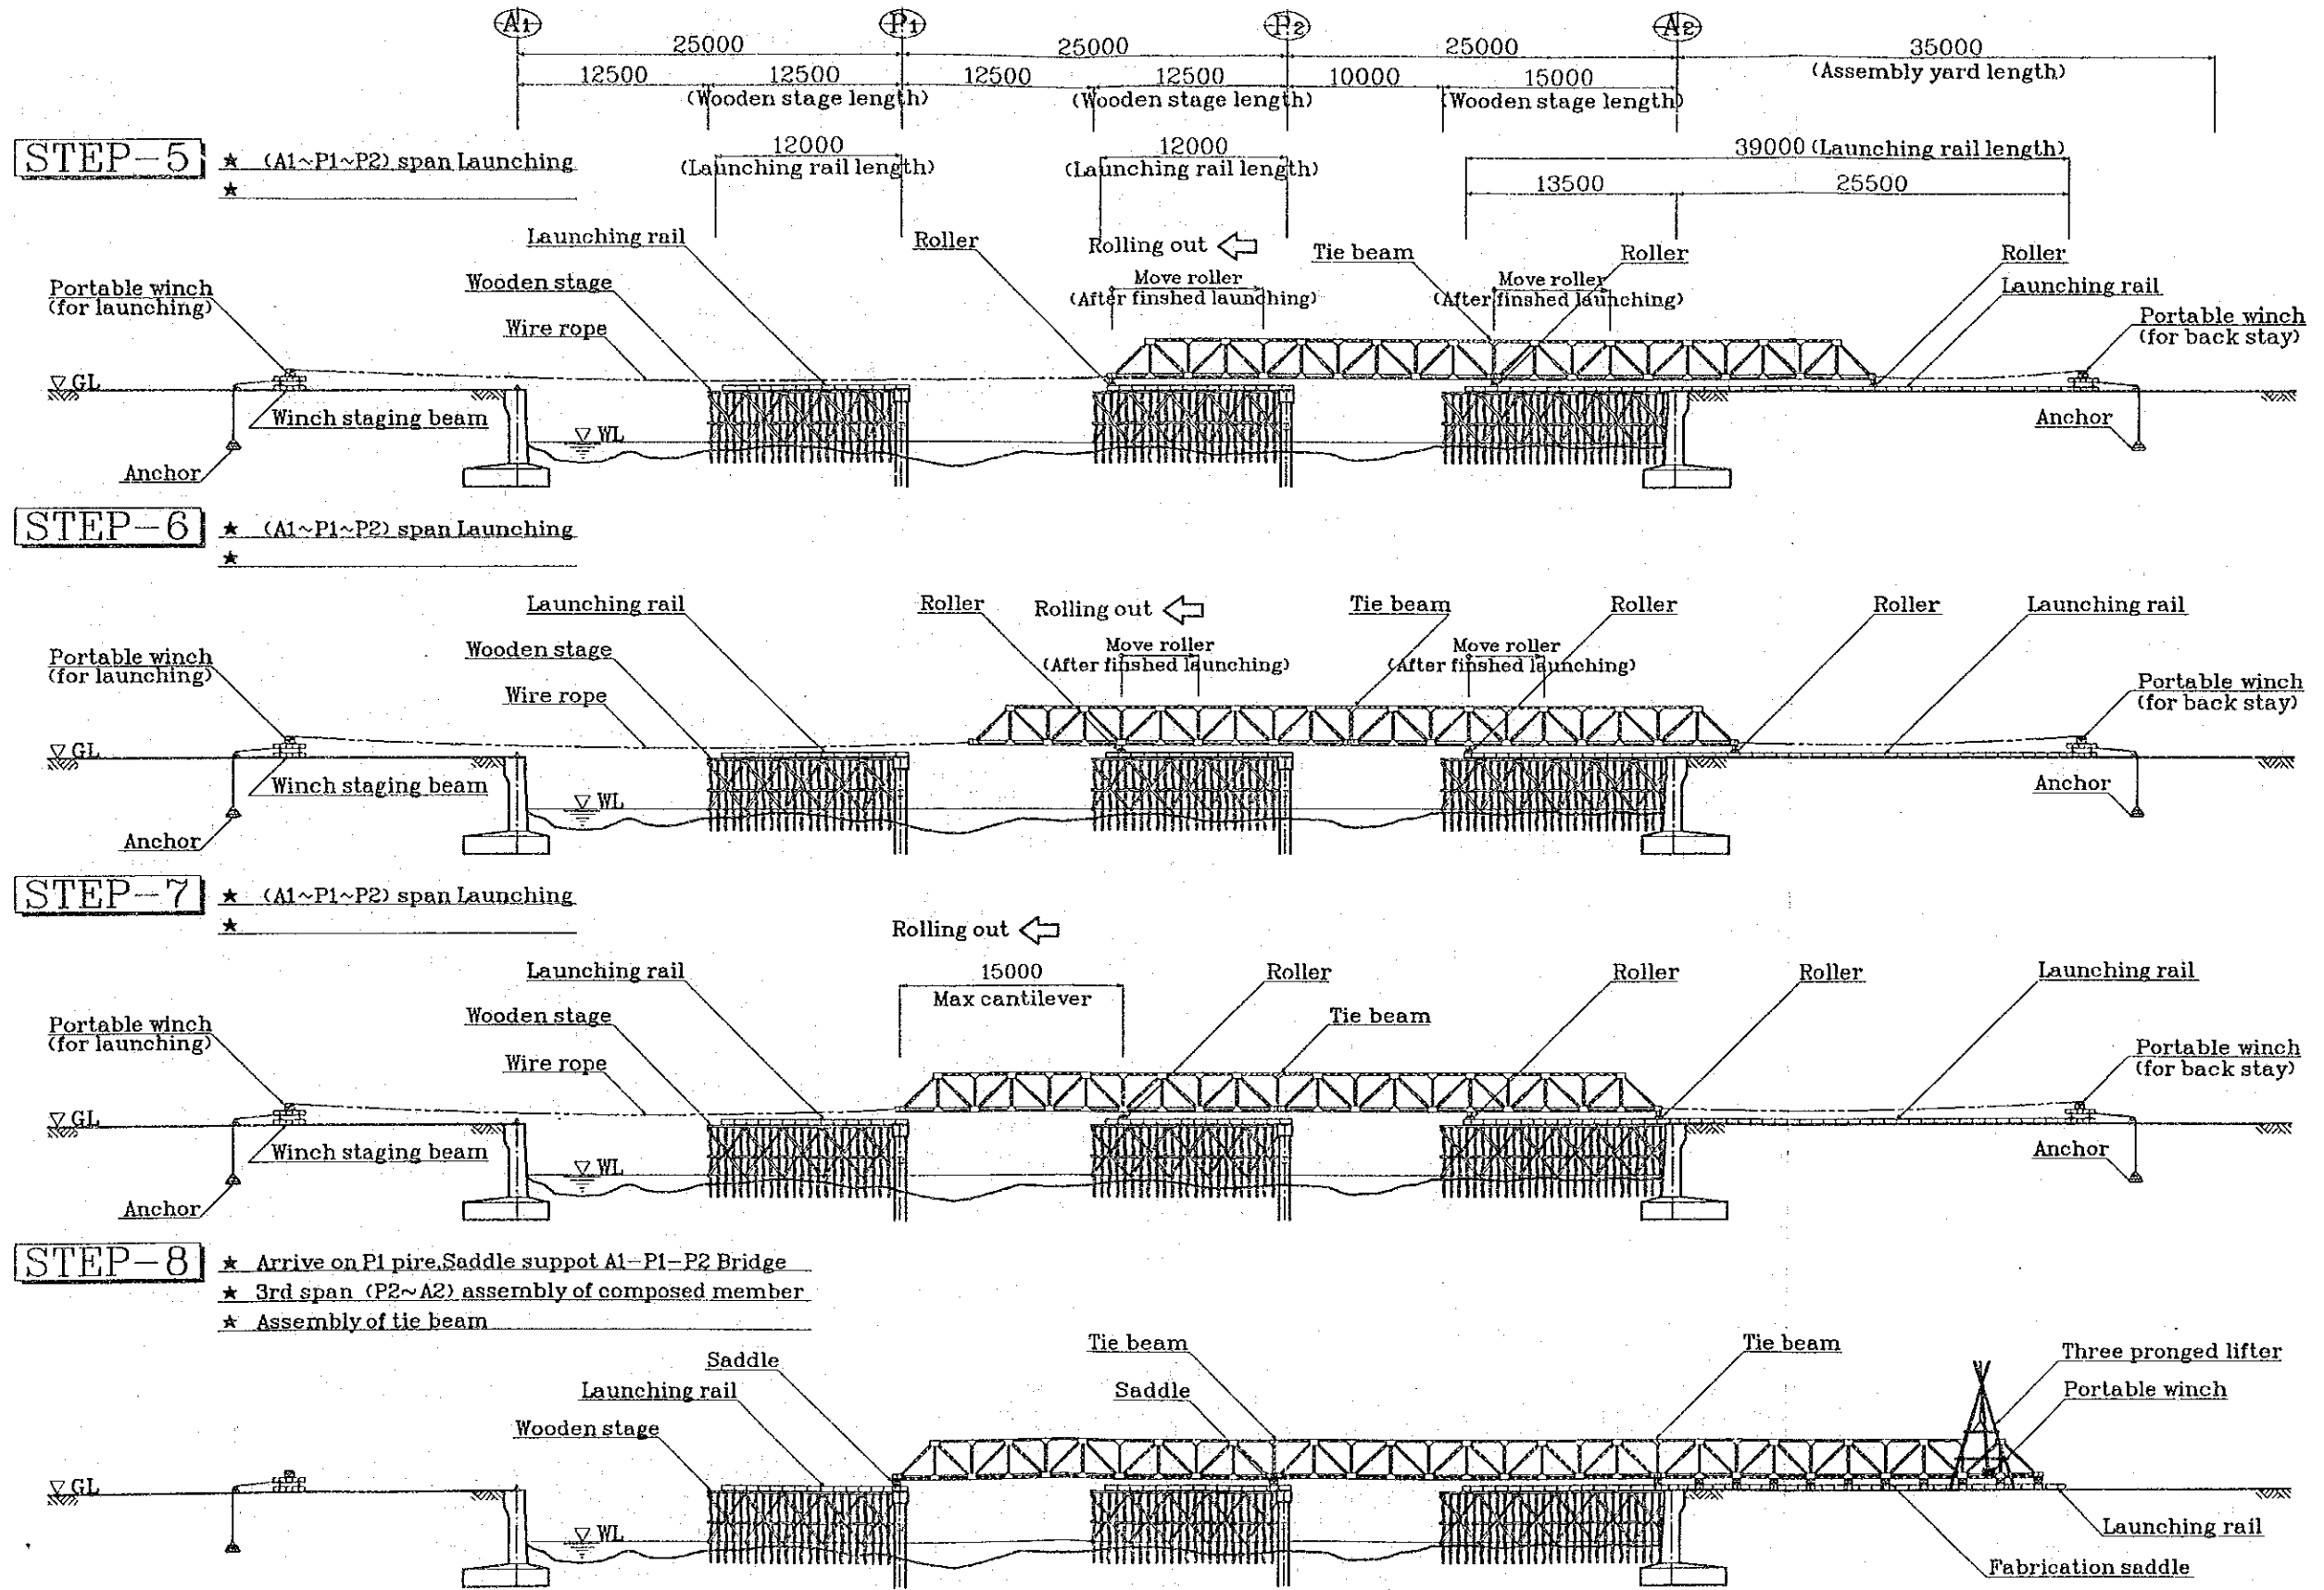 A1 P1 P2 A2
25000 25000 25000 35000
12500 12500 12500 12500 10000 15000 (Assembly yard length)
(Wooden stage length) (Wooden stage length) (Wooden stage length)
STEP-5 ★ (A1~P1~P2) span Launching
★
12000 12000 39000 (Launching rail length)
(Launching rail length) (Launching rail length)
13500 25500
Launching rail Roller Rolling out Tie beam Roller Roller
Portable winch Wooden stage Move roller Move roller Launching rail
(for launching) (After finshed launching) (After finshed launching)
Wire rope Portable winch
(for back stay)
GL
Winch staging beam Anchor
WL
Anchor
STEP-6 ★ (A1~P1~P2) span Launching
★
Launching rail Roller Rolling out Tie beam Roller Roller Launching rail
Portable winch Wooden stage Move roller Move roller
(for launching) (After finshed launching) (After finshed launching)
Wire rope Portable winch
(for back stay)
GL
Winch staging beam Anchor
WL
Anchor
STEP-7 ★ (A1~P1~P2) span Launching
★
Rolling out
Launching rail 15000 Roller Roller Roller Launching rail
Max cantilever
Portable winch Wooden stage Tie beam
(for launching)
Wire rope Portable winch
(for back stay)
GL
Winch staging beam Anchor
WL
Anchor
STEP-8 ★ Arrive on P1 pire,Saddle suppot A1-P1-P2 Bridge
★ 3rd span (P2~A2) assembly of composed member
★ Assembly of tie beam
Tie beam Tie beam Three pronged lifter
Saddle
Launching rail Saddle Portable winch
Wooden stage
GL
WL
Launching rail
Fabrication saddle